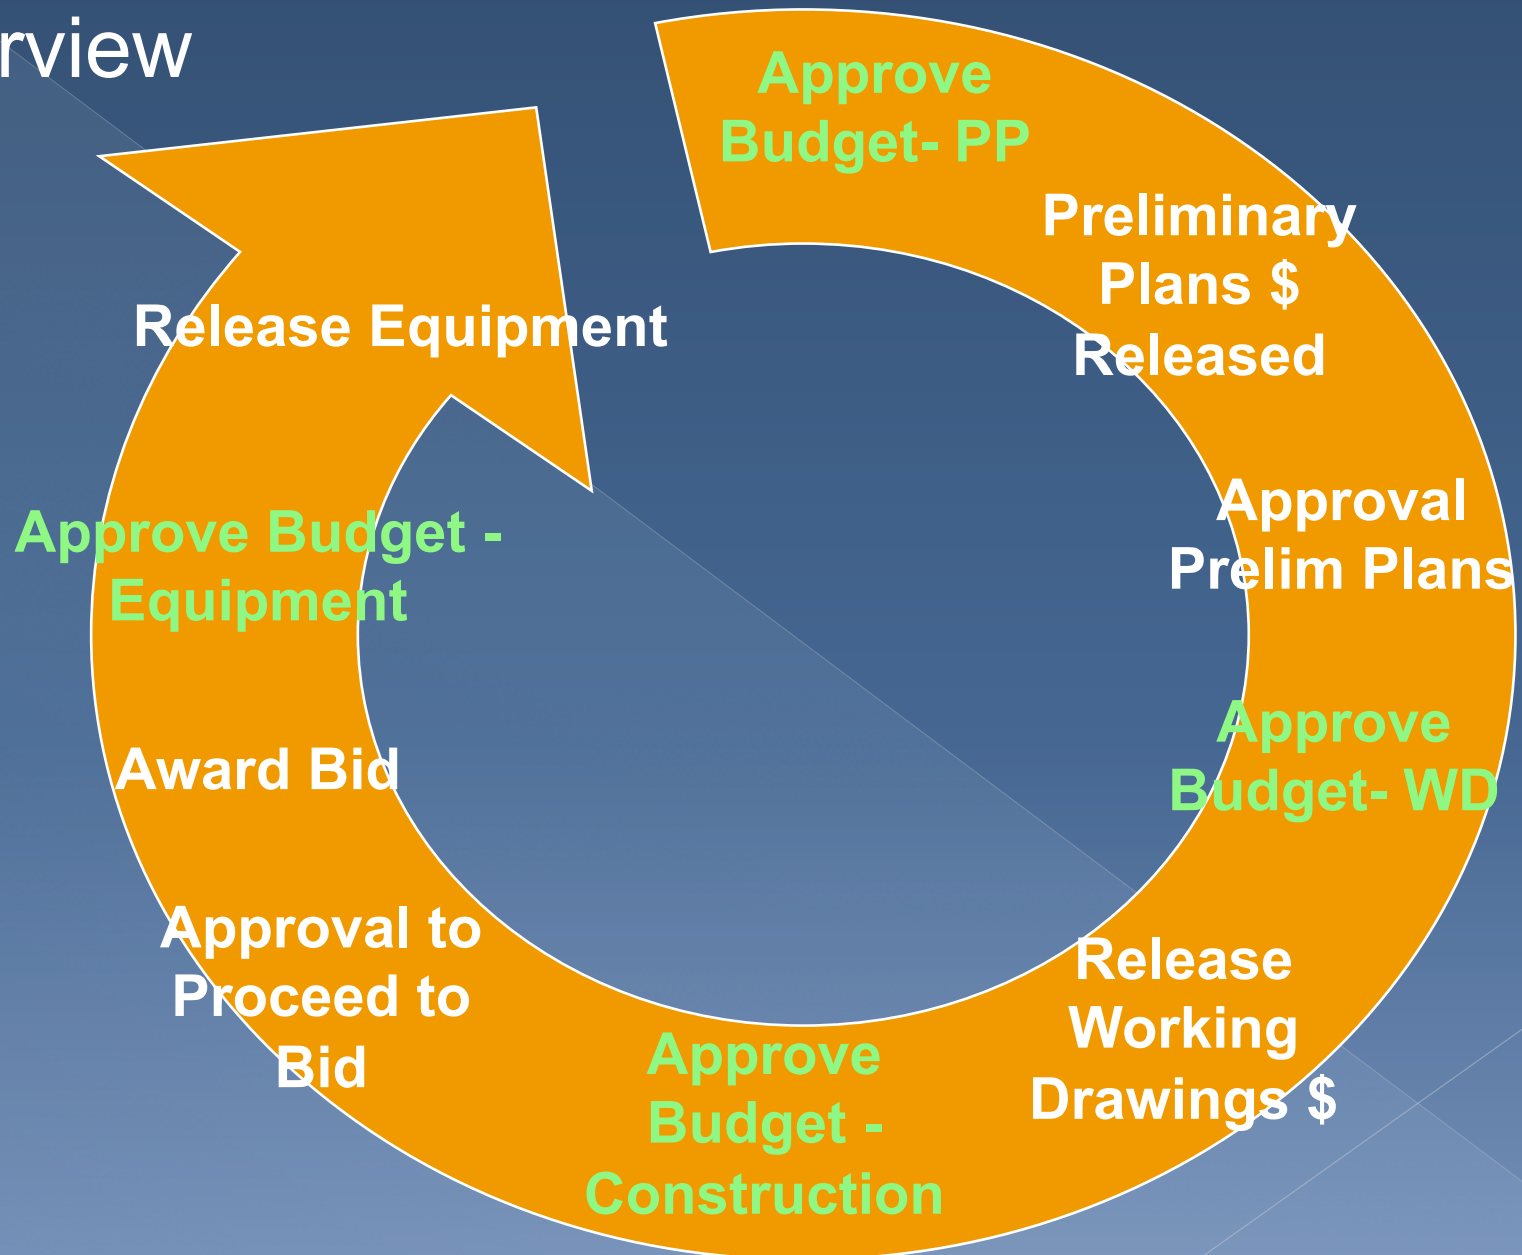 rview
Approve
Budget- PP
Preliminary
Plans $
Released
Approval
Prelim Plans
Approve
Budget- WD
Release
Working
Drawings $
Approve
Budget -
Construction
Approval to
Proceed to
Bid
Award Bid
Approve Budget -
Equipment
Release Equipment